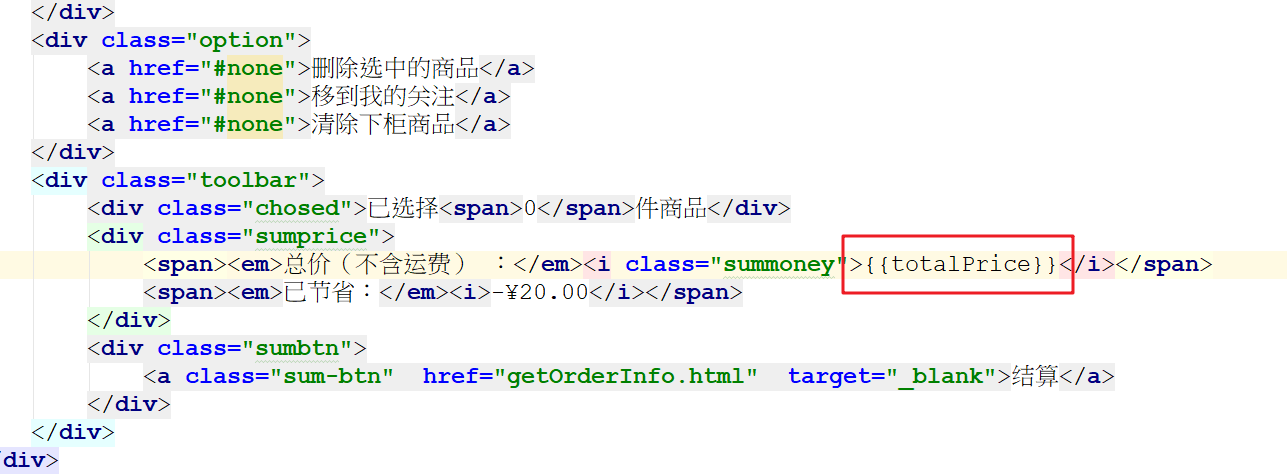 </div>
<div class="option">
<a href="#none">删除选中的商品</a>
<a href="#none">移到我的关注</a>
<a href="#none">清除下柜商品</a>
</div>
<div class="toolbar">
<div class="chosed">已选择<span>0</span>件商品</div>
<div class="sumprice">
<span><em>总价（不含运费） ：</em><i class="summoney">{{totalPrice}}</i></span>
<span><em>已节省：</em><i>-¥20.00</i></span>
</div>
<div class="sumbtn">
<a class="sum-btn"  href="getOrderInfo.html"  target="_blank">结算</a>
</div>
</div>
/div>